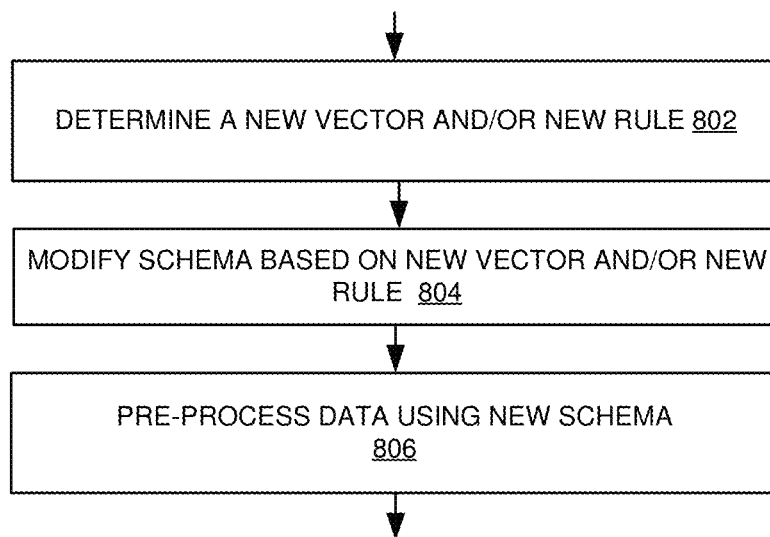 DETERMINE A NEW VECTOR AND/OR NEW RULE 802
MODIFY SCHEMA BASED ON NEW VECTOR AND/OR NEW
RULE 804
PRE-PROCESS DATA USING NEW SCHEMA
806